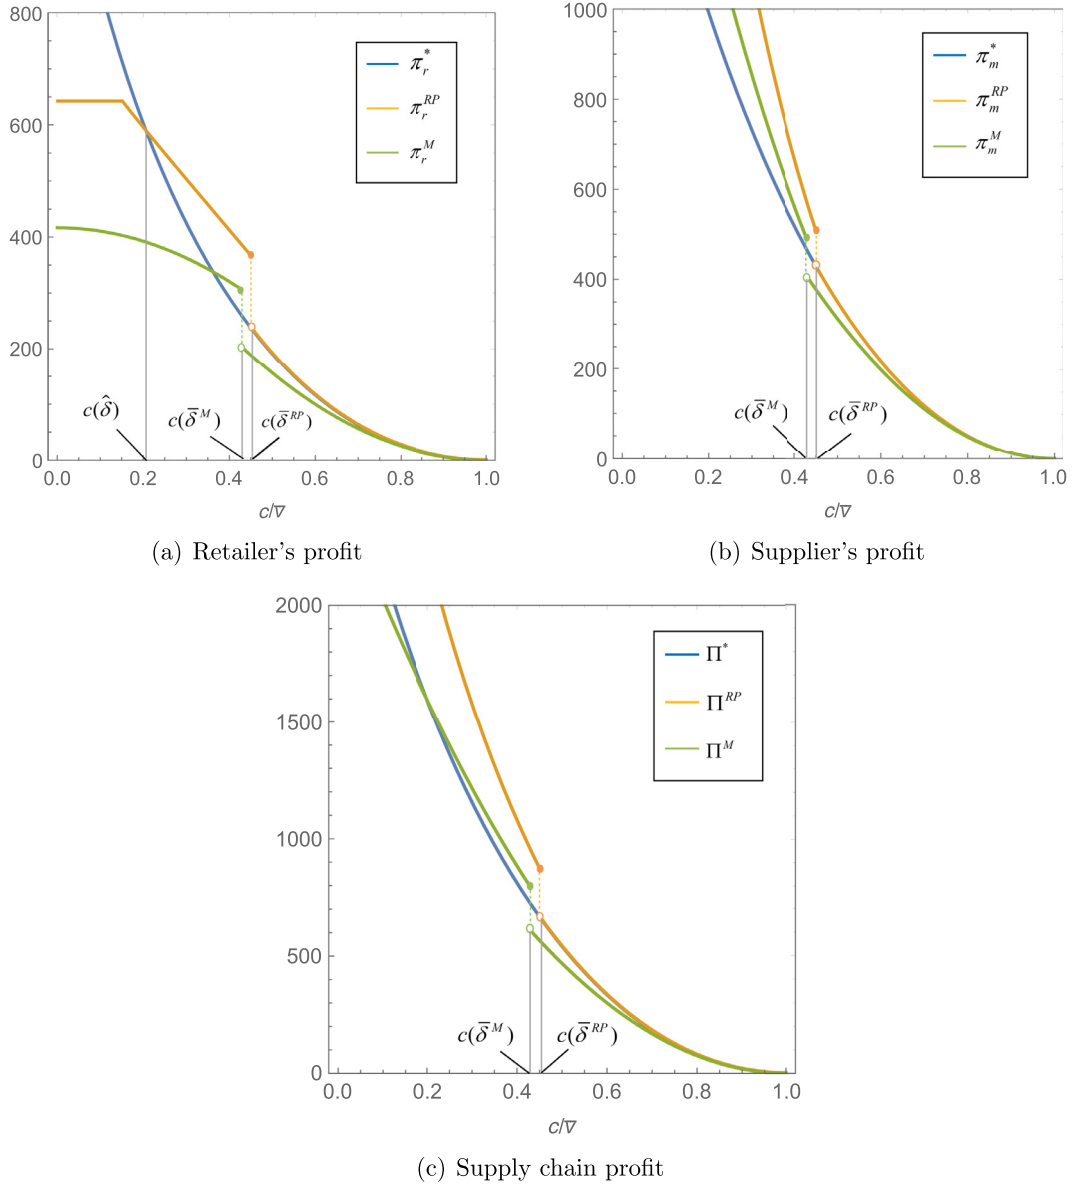 800
600
400
200
0
0.0 0.2 0.4 0.6 0.8 1.0
c/∇
π_r^*
π_r^{RP}
π_r^M
c(δ̂)
c(δ̄^M)
c(δ̄^{RP})
(a) Retailer's profit
1000
800
600
400
200
0
0.0 0.2 0.4 0.6 0.8 1.0
c/∇
π_m^*
π_m^{RP}
π_m^M
c(δ̄^M)
c(δ̄^{RP})
(b) Supplier's profit
2000
1500
1000
500
0
0.0 0.2 0.4 0.6 0.8 1.0
c/∇
Π^*
Π^{RP}
Π^M
c(δ̄^M)
c(δ̄^{RP})
(c) Supply chain profit